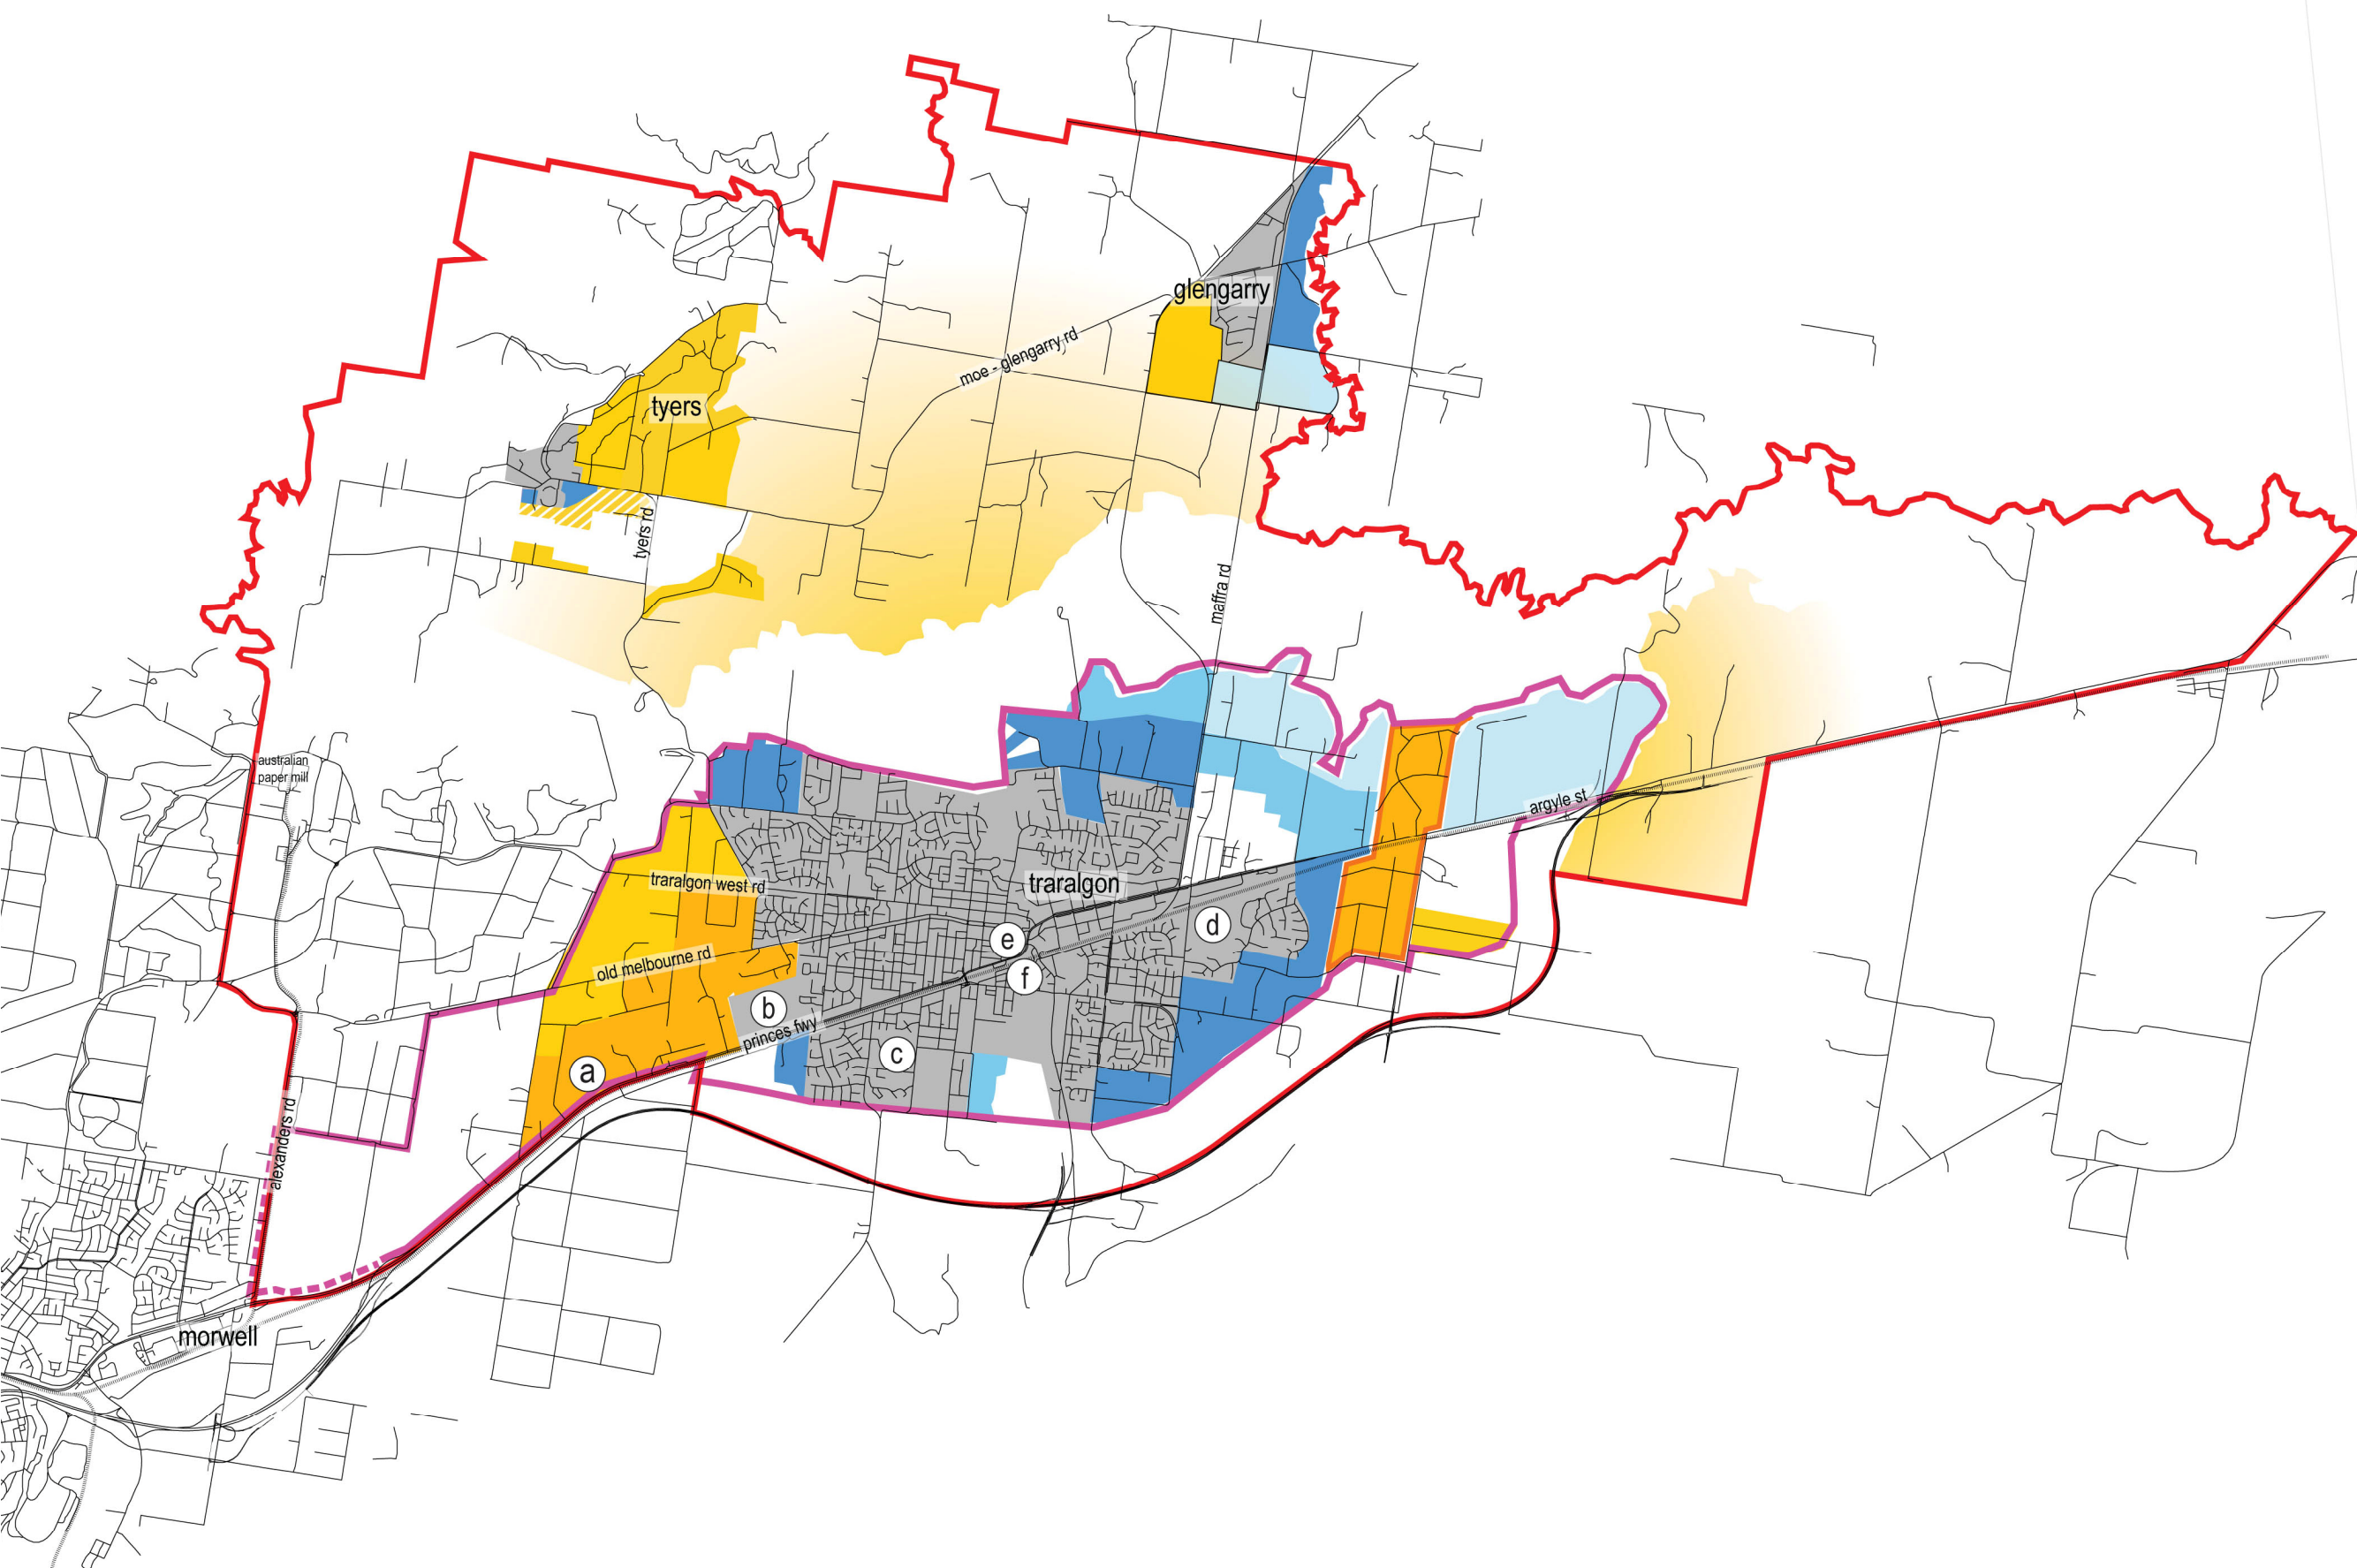 glengarry
moe - glengarry rd
tyers
tyers rd
maffra rd
australian
paper mill
argyle st
traralgon west rd
traralgon
d
e
old melbourne rd
f
b
princes fwy
c
a
alexanders rd
morwell